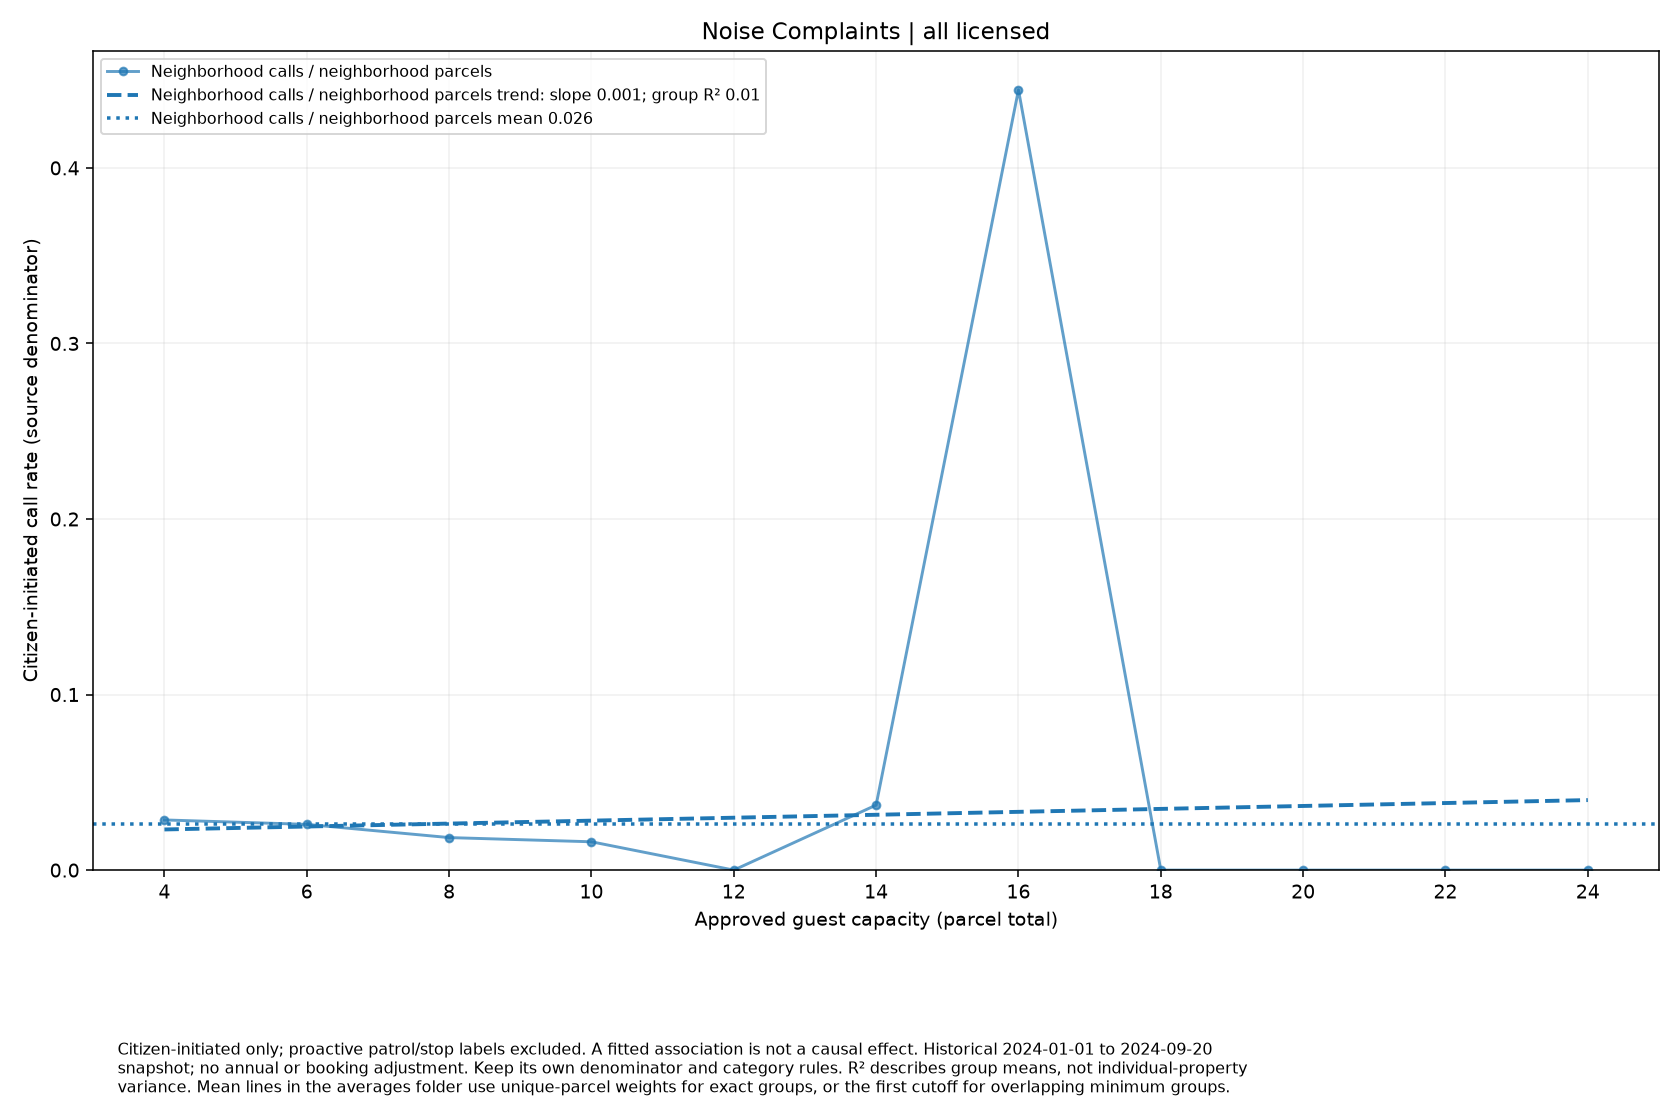 Noise Complaints | all licensed
Neighborhood calls / neighborhood parcels
Neighborhood calls / neighborhood parcels trend: slope 0.001; group R² 0.01
Neighborhood calls / neighborhood parcels mean 0.026
Citizen-initiated call rate (source denominator)
0.4
0.3
0.2
0.1
0.0
4 6 8 10 12 14 16 18 20 22 24
Approved guest capacity (parcel total)
Citizen-initiated only; proactive patrol/stop labels excluded. A fitted association is not a causal effect. Historical 2024-01-01 to 2024-09-20
snapshot; no annual or booking adjustment. Keep its own denominator and category rules. R² describes group means, not individual-property
variance. Mean lines in the averages folder use unique-parcel weights for exact groups, or the first cutoff for overlapping minimum groups.